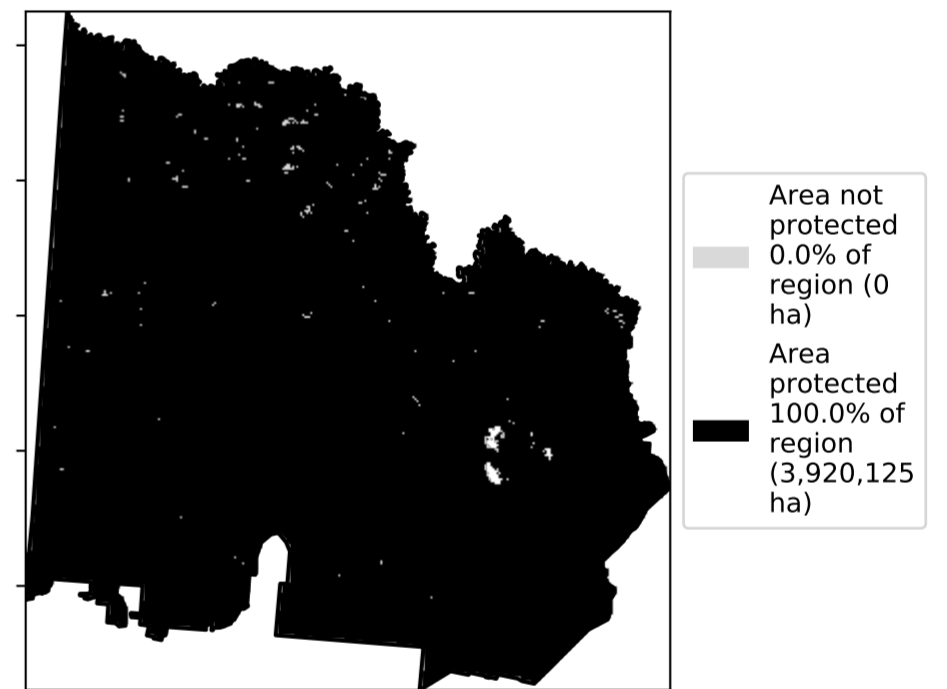 Area not
protected
0.0% of
region (0
ha)
Area
protected
100.0% of
region
(3,920,125
ha)